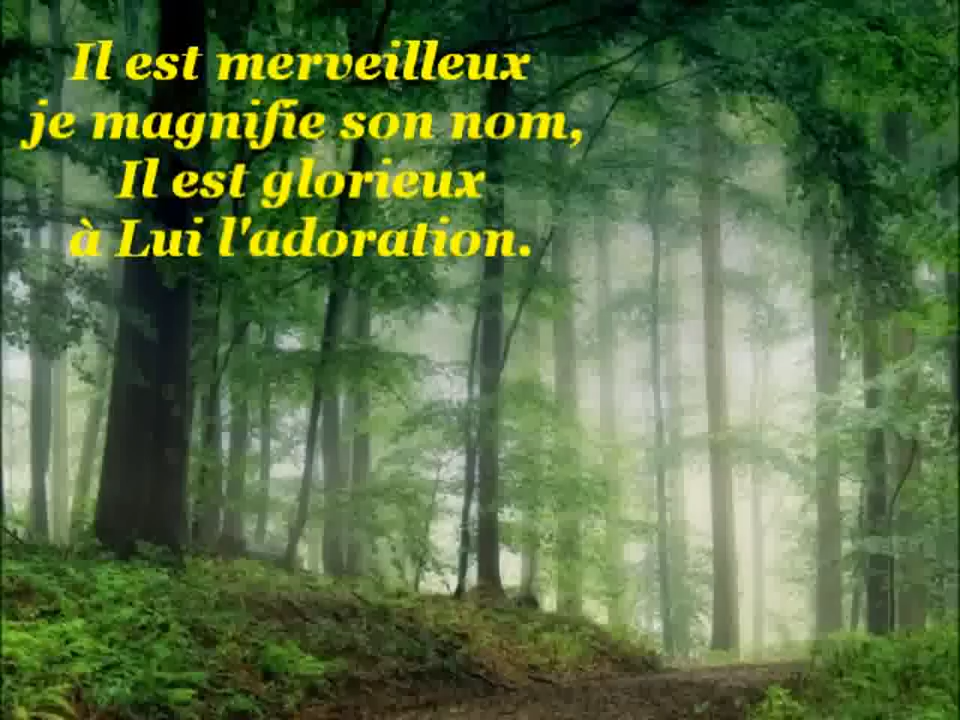 Il est merveilleux
je magnifie son nom,
Il est glorieux
à Lui l'adoration.